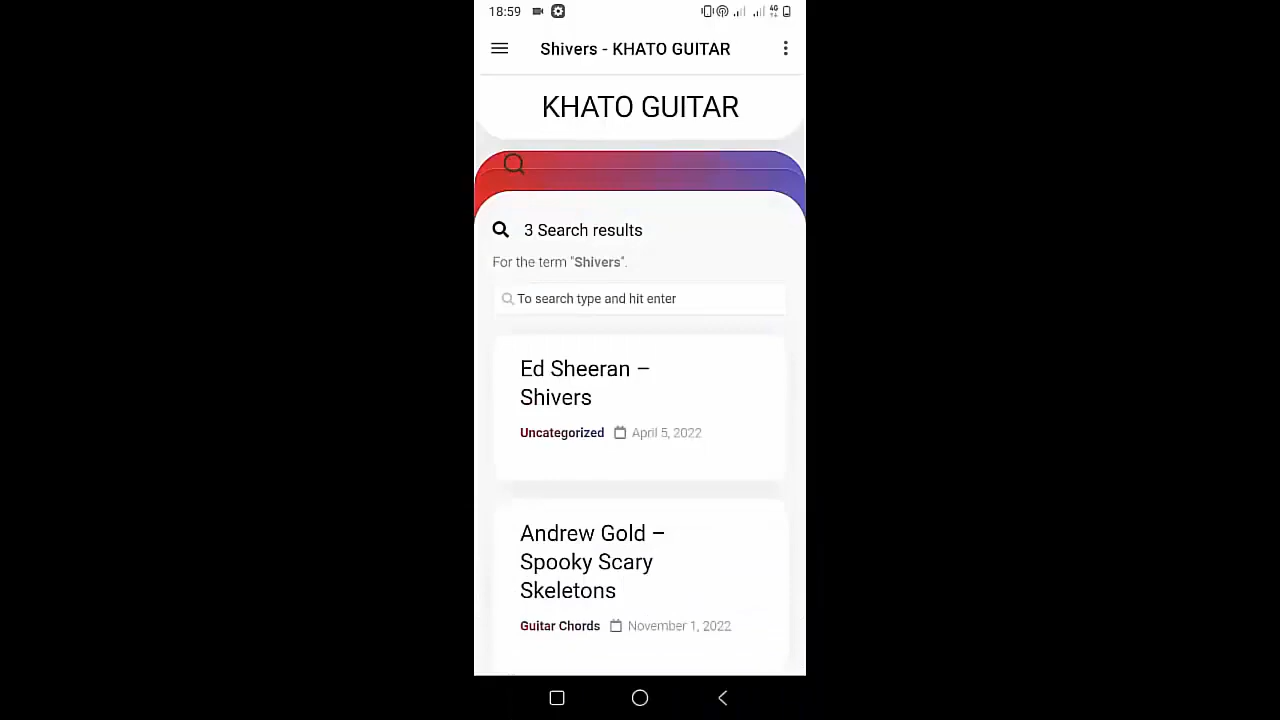 18:59
4G
Shivers - KHATO GUITAR
KHATO GUITAR
3 Search results
For the term "Shivers".
To search type and hit enter
Ed Sheeran –
Shivers
Uncategorized April 5, 2022
Andrew Gold –
Spooky Scary
Skeletons
Guitar Chords November 1, 2022